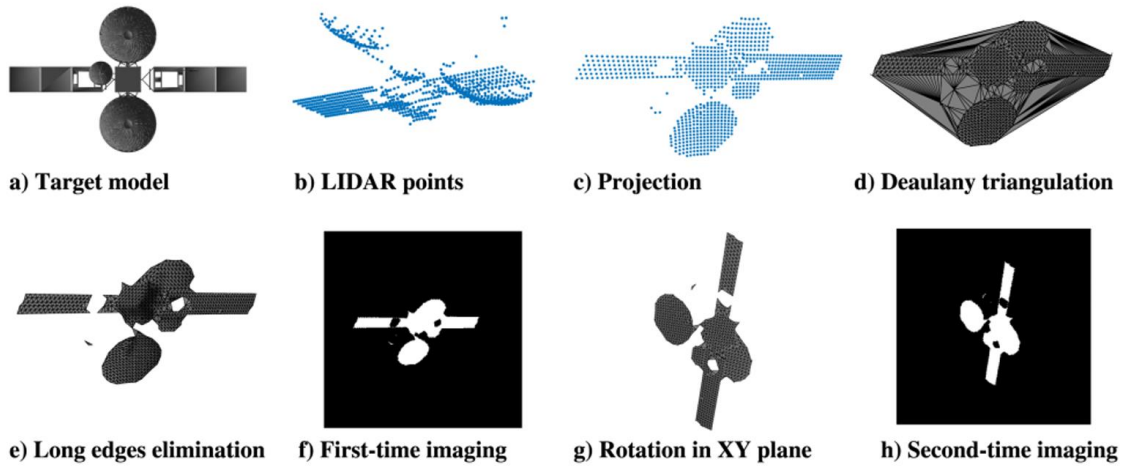 a) Target model
b) LIDAR points
c) Projection
d) Deaulany triangulation
e) Long edges elimination
f) First-time imaging
g) Rotation in XY plane
h) Second-time imaging